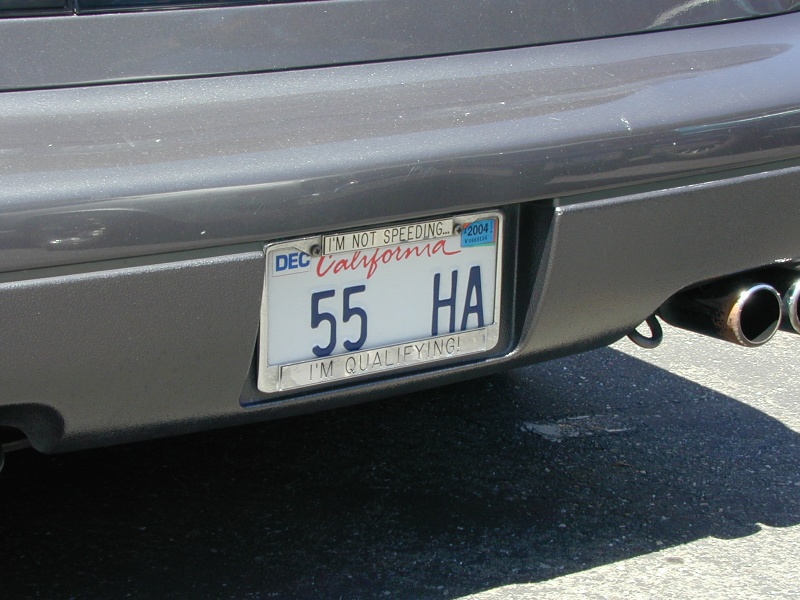 I'M NOT SPEEDING...
DEC California 2004
55 HA
I'M QUALIFYING!